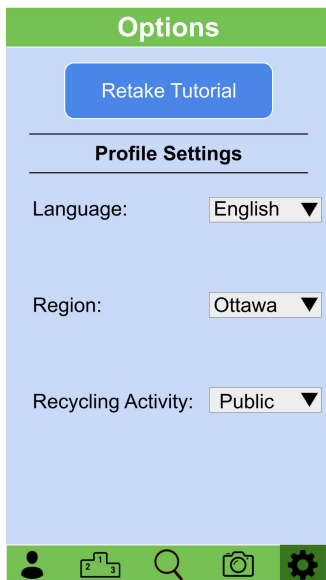 Options
Retake Tutorial
Profile Settings
Language: English
Region: Ottawa
Recycling Activity: Public
2 1 3